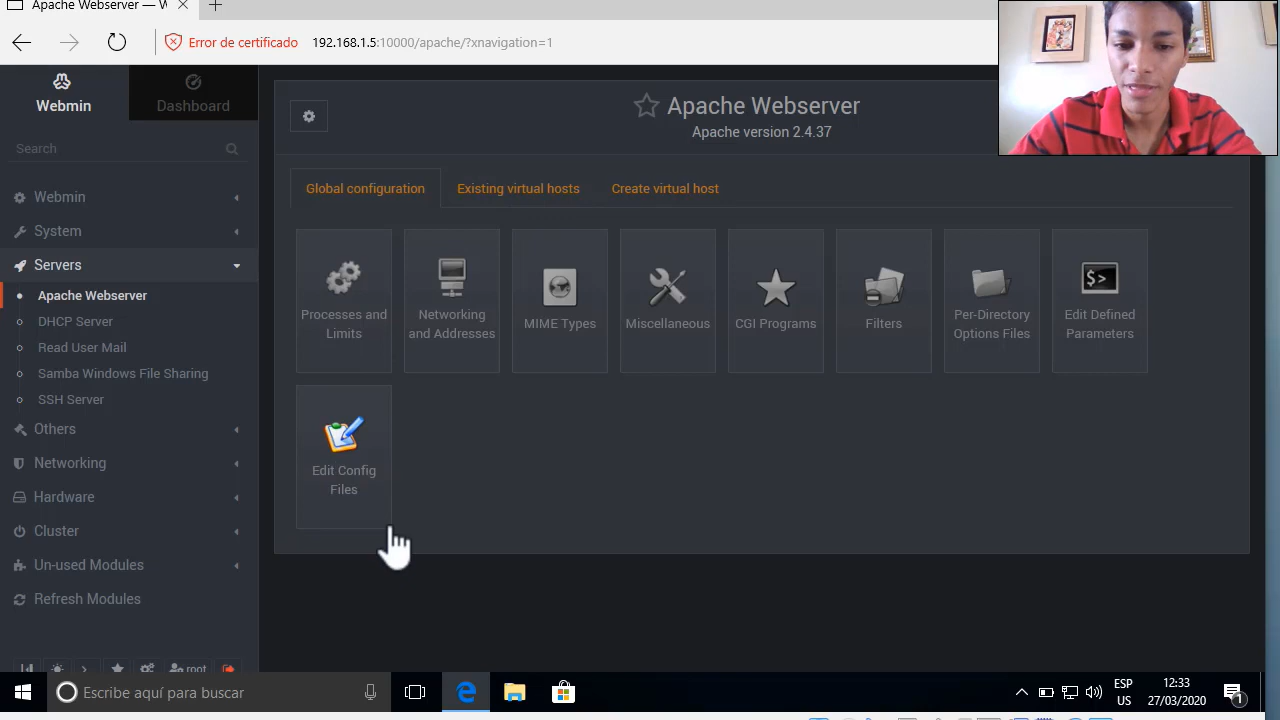 Apache Webserver — W
Error de certificado
192.168.1.5:10000/apache/?xnavigation=1
Webmin
Dashboard
Search
Webmin
System
Servers
Apache Webserver
DHCP Server
Read User Mail
Samba Windows File Sharing
SSH Server
Others
Networking
Hardware
Cluster
Un-used Modules
Refresh Modules
root
Apache Webserver
Apache version 2.4.37
Global configuration
Existing virtual hosts
Create virtual host
Processes and
Limits
Networking
and Addresses
MIME Types
Miscellaneous
CGI Programs
Filters
Per-Directory
Options Files
$>
Edit Defined
Parameters
Edit Config
Files
Escribe aquí para buscar
ESP
US
12:33
27/03/2020
1